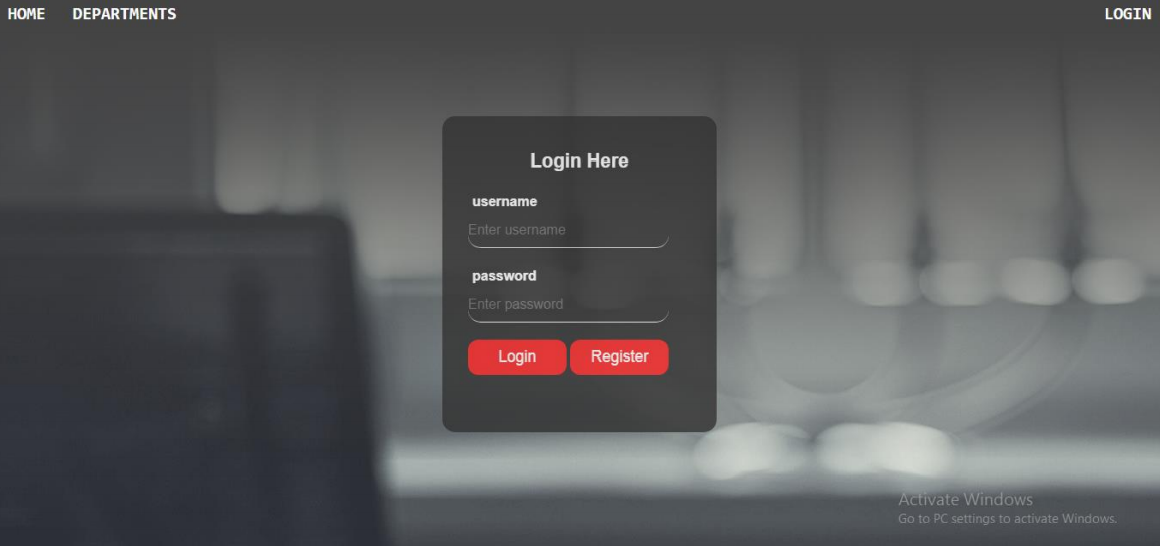 HOME DEPARTMENTS LOGIN
Login Here
username
Enter username
password
Enter password
Login Register
Activate Windows
Go to PC settings to activate Windows.